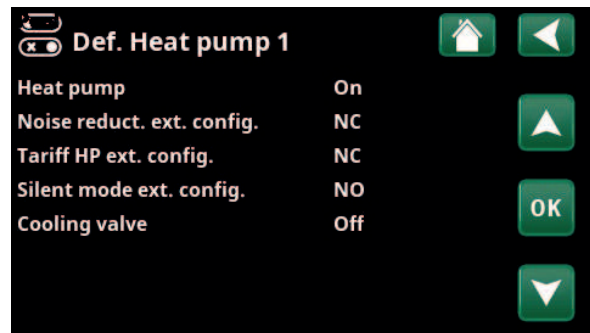 Def. Heat pump 1
Heat pump On
Noise reduct. ext. config. NC
Tariff HP ext. config. NC
Silent mode ext. config. NO
OK
Cooling valve Off